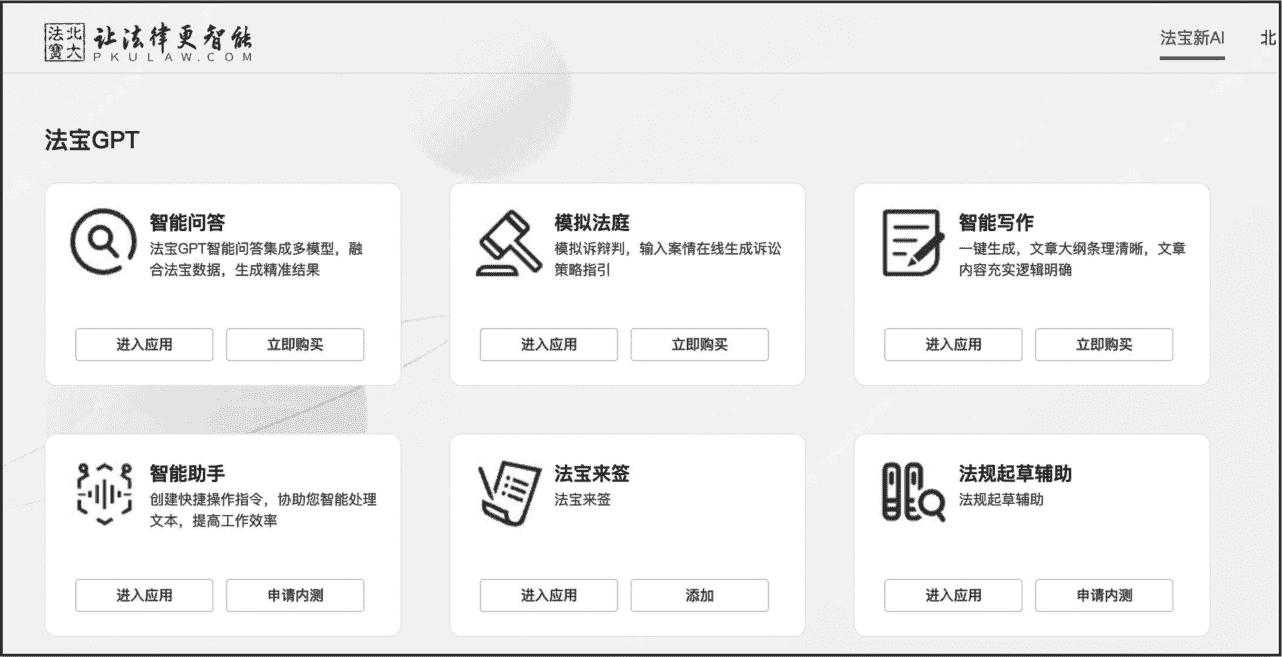 北大法寶 让法律更智能
PKULAW.COM
法宝新AI 北
法宝GPT
智能问答
法宝GPT智能问答集成多模型，融
合法宝数据，生成精准结果
进入应用 立即购买
模拟法庭
模拟诉辩判，输入案情在线生成诉讼
策略指引
进入应用 立即购买
智能写作
一键生成，文章大纲条理清晰，文章
内容充实逻辑明确
进入应用 立即购买
智能助手
创建快捷操作指令，协助您智能处理
文本，提高工作效率
进入应用 申请内测
法宝来签
法宝来签
进入应用 添加
法规起草辅助
法规起草辅助
进入应用 申请内测